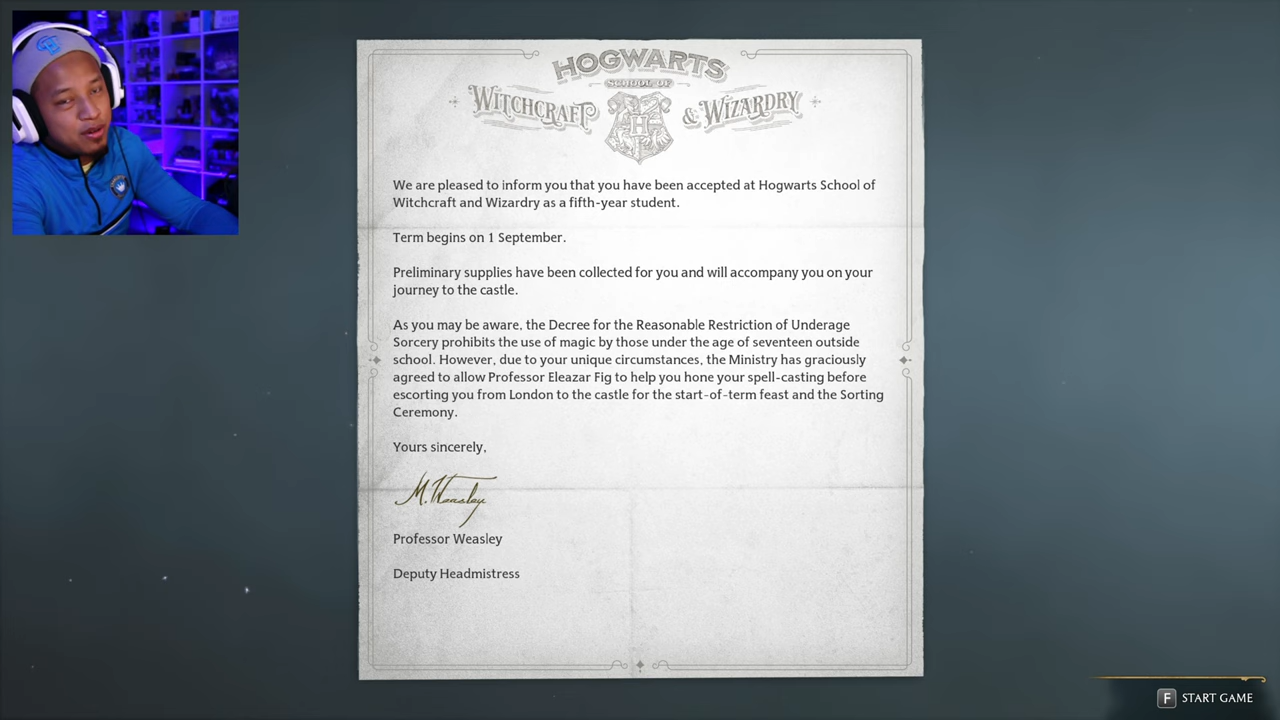 HOGWARTS
SCHOOL OF
WITCHCRAFT & WIZARDRY
H
We are pleased to inform you that you have been accepted at Hogwarts School of
Witchcraft and Wizardry as a fifth-year student.
Term begins on 1 September.
Preliminary supplies have been collected for you and will accompany you on your
journey to the castle.
As you may be aware, the Decree for the Reasonable Restriction of Underage
Sorcery prohibits the use of magic by those under the age of seventeen outside
school. However, due to your unique circumstances, the Ministry has graciously
agreed to allow Professor Eleazar Fig to help you hone your spell-casting before
escorting you from London to the castle for the start-of-term feast and the Sorting
Ceremony.
Yours sincerely,
M. Weasley
Professor Weasley
Deputy Headmistress
F START GAME